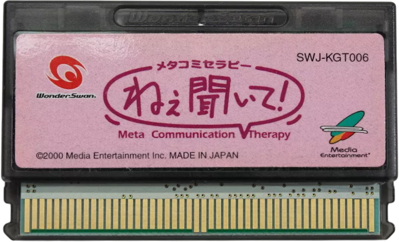 メタコミセラピー
SWJ-KGT006
WonderSwan
ねぇ聞いて!
Meta Communication Therapy
Media
Entertainment
©2000 Media Entertainment Inc. MADE IN JAPAN